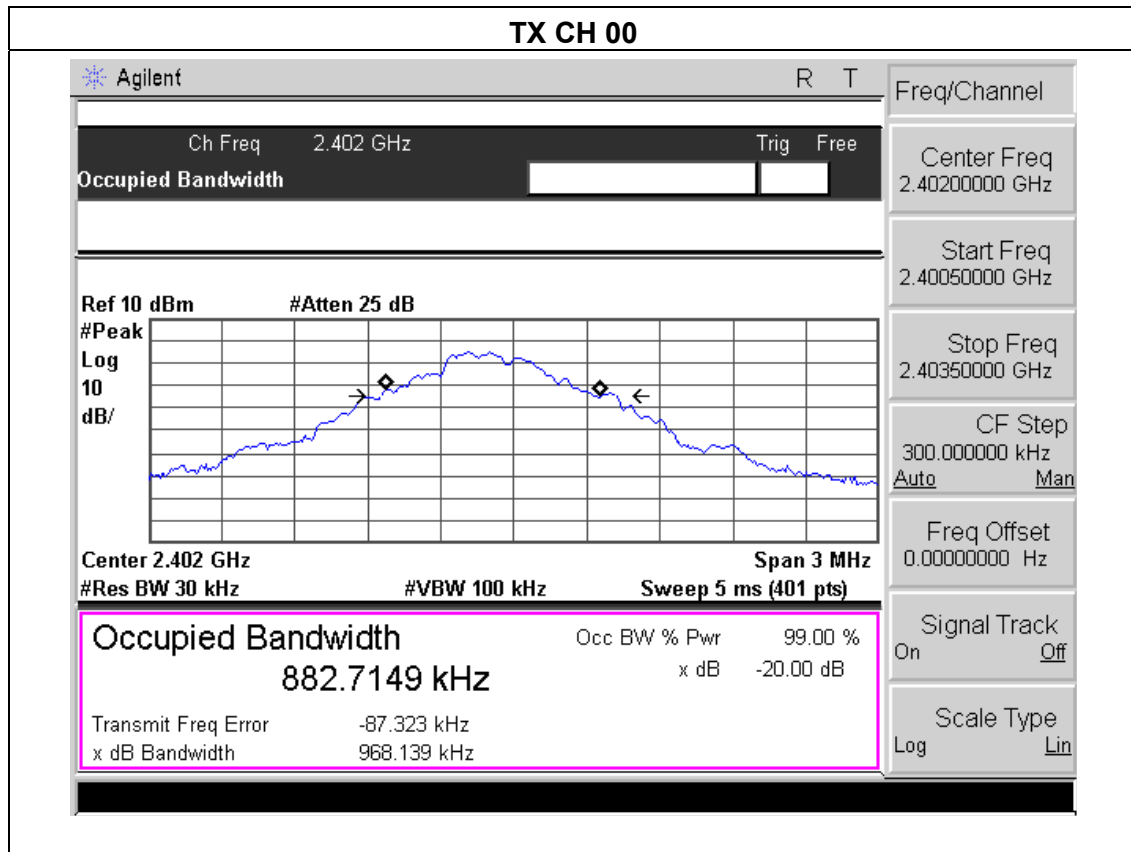 TX CH 00
Agilent R T
Freq/Channel
Ch Freq 2.402 GHz Trig Free
Occupied Bandwidth
Center Freq
2.40200000 GHz
Start Freq
2.40050000 GHz
Stop Freq
2.40350000 GHz
CF Step
300.000000 kHz
Auto Man
Freq Offset
0.00000000 Hz
Signal Track
On Off
Scale Type
Log Lin
Ref 10 dBm #Atten 25 dB
#Peak
Log
10
dB/
Center 2.402 GHz Span 3 MHz
#Res BW 30 kHz #VBW 100 kHz Sweep 5 ms (401 pts)
Occupied Bandwidth Occ BW % Pwr 99.00 %
882.7149 kHz x dB -20.00 dB
Transmit Freq Error -87.323 kHz
x dB Bandwidth 968.139 kHz